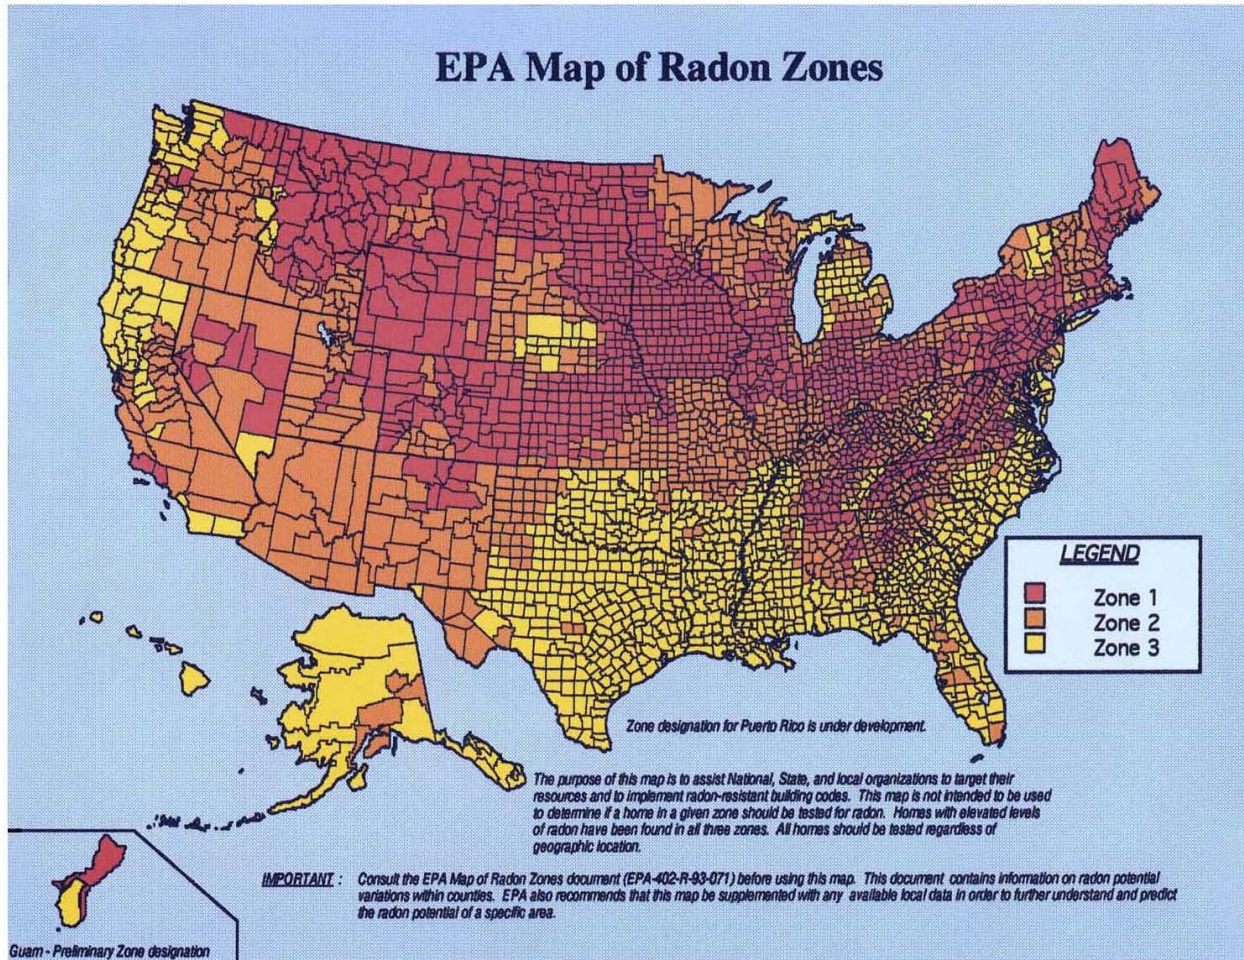 EPA Map of Radon Zones
LEGEND
Zone 1
Zone 2
Zone 3
Zone designation for Puerto Rico is under development.
The purpose of this map is to assist National, State, and local organizations to target their
resources and to implement radon-resistant building codes. This map is not intended to be used
to determine if a home in a given zone should be tested for radon. Homes with elevated levels
of radon have been found in all three zones. All homes should be tested regardless of
geographic location.
IMPORTANT : Consult the EPA Map of Radon Zones document (EPA-402-R-93-071) before using this map. This document contains information on radon potential
variations within counties. EPA also recommends that this map be supplemented with any available local data in order to further understand and predict
the radon potential of a specific area.
Guam - Preliminary Zone designation